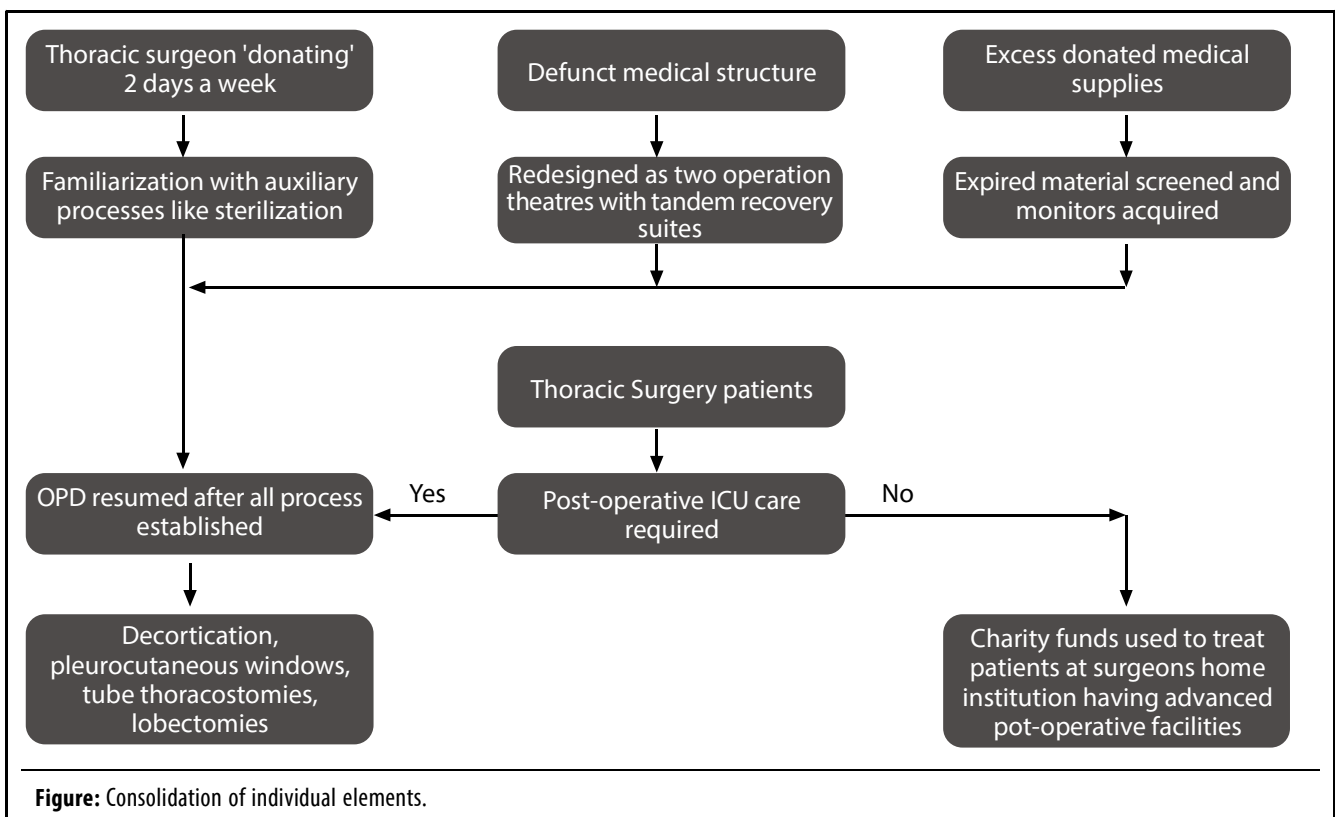 Thoracic surgeon 'donating'
2 days a week
Defunct medical structure
Excess donated medical
supplies
Familiarization with auxiliary
processes like sterilization
Redesigned as two operation
theatres with tandem recovery
suites
Expired material screened and
monitors acquired
Thoracic Surgery patients
OPD resumed after all process
established
Yes
Post-operative ICU care
required
No
Decortication,
pleurocutaneous windows,
tube thoracostomies,
lobectomies
Charity funds used to treat
patients at surgeons home
institution having advanced
pot-operative facilities
Figure: Consolidation of individual elements.